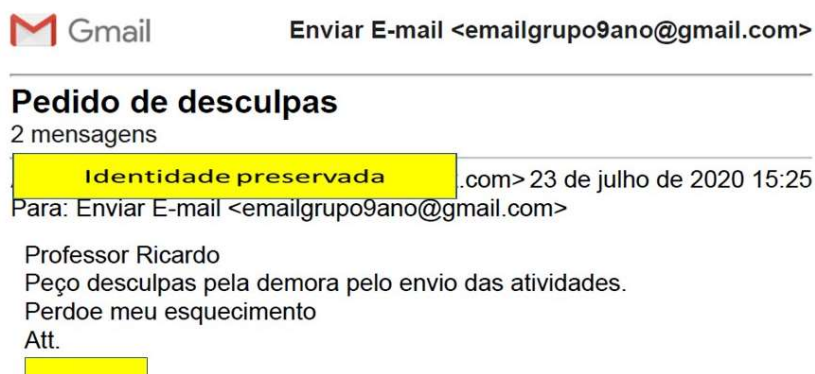 Gmail
Enviar E-mail <emailgrupo9ano@gmail.com>
Pedido de desculpas
2 mensagens
Identidade preservada .com> 23 de julho de 2020 15:25
Para: Enviar E-mail <emailgrupo9ano@gmail.com>
Professor Ricardo
Peço desculpas pela demora pelo envio das atividades.
Perdoe meu esquecimento
Att.